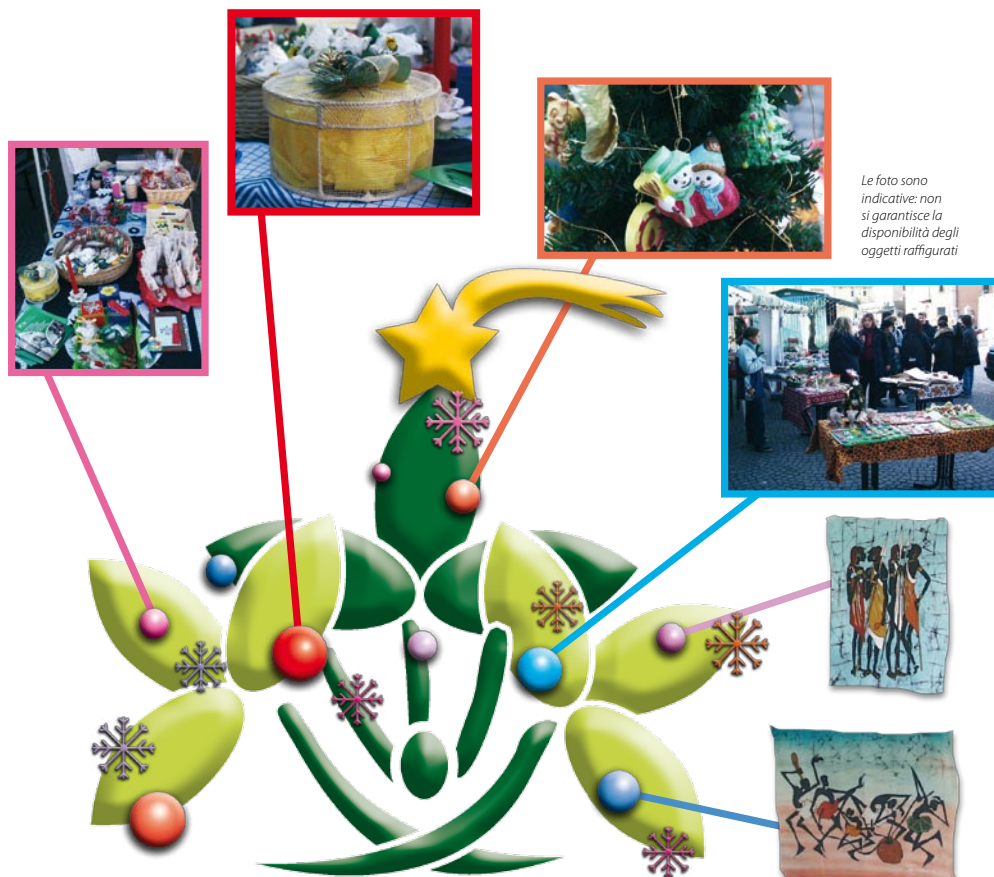 Le foto sono
indicative: non
si garantisce la
disponibilità degli
oggetti raffigurati